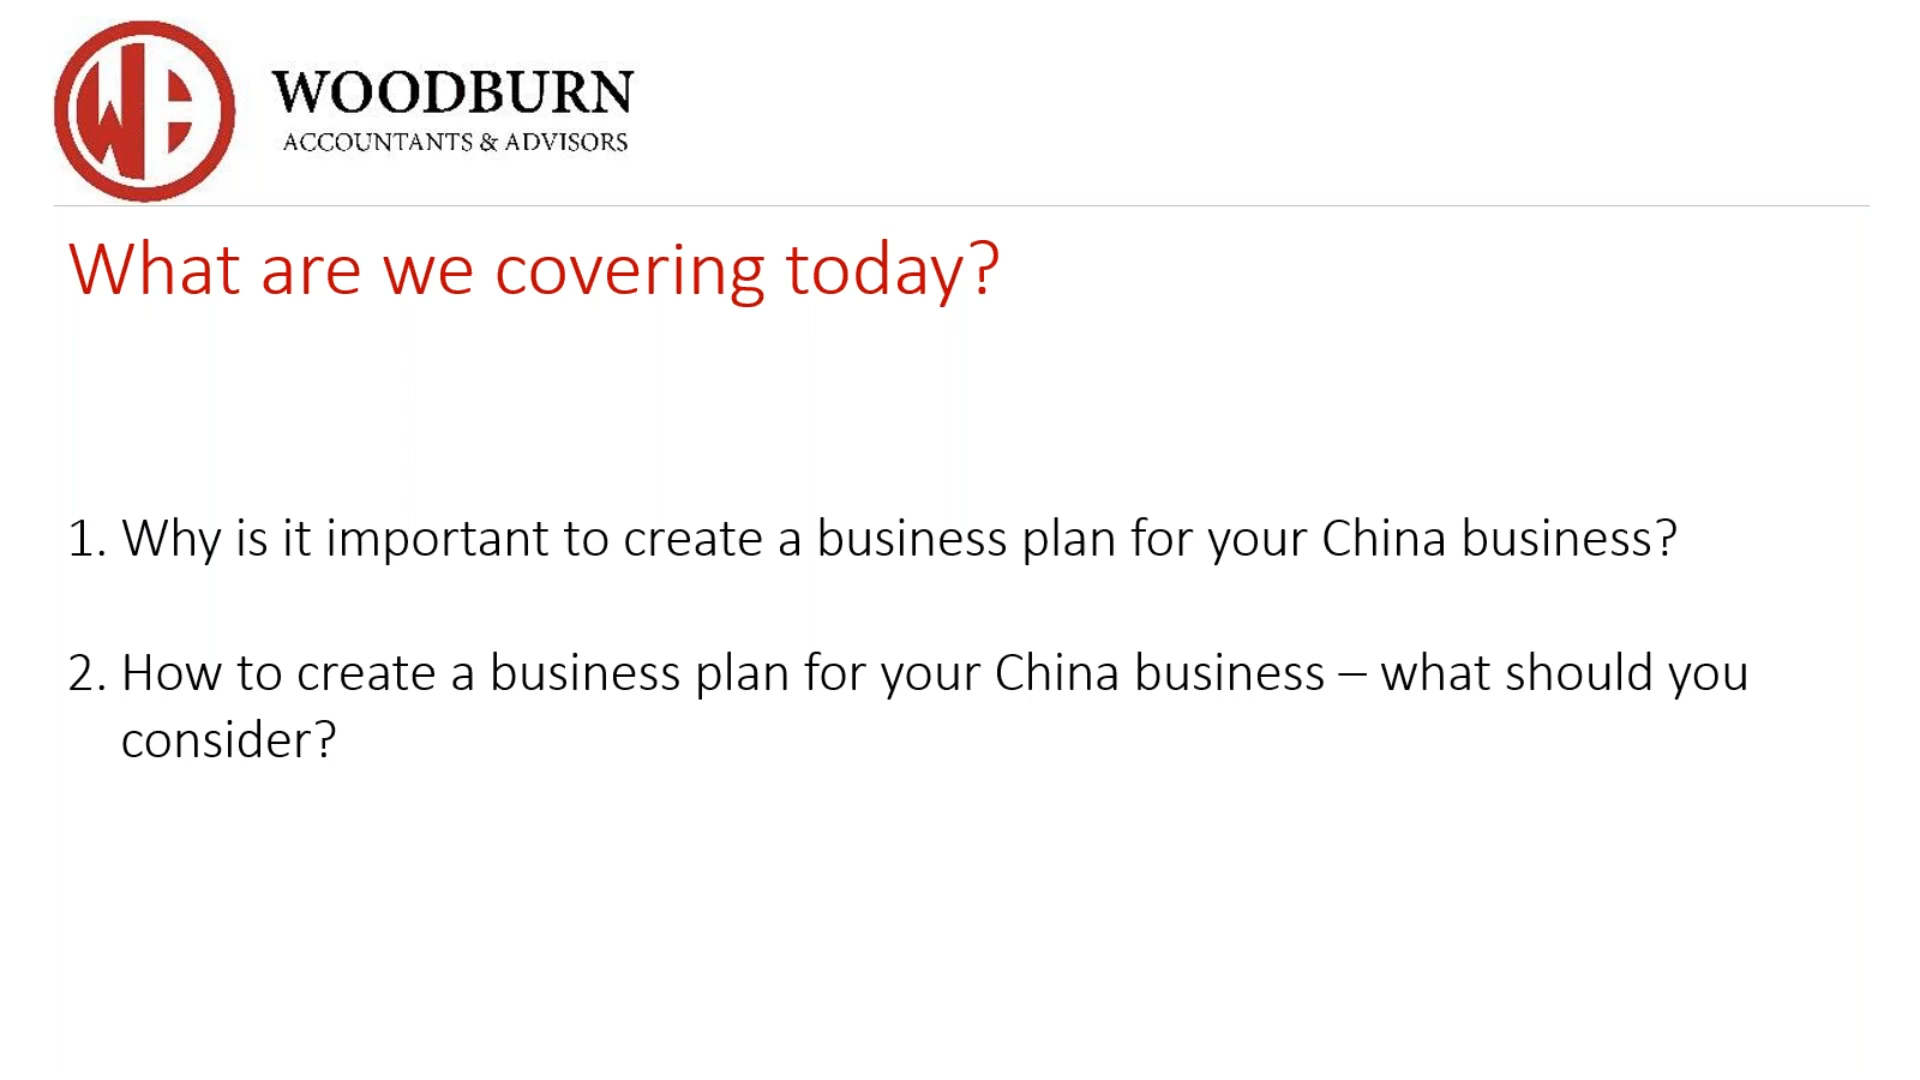 WOODBURN
ACCOUNTANTS & ADVISORS
What are we covering today?
1. Why is it important to create a business plan for your China business?
2. How to create a business plan for your China business – what should you
consider?